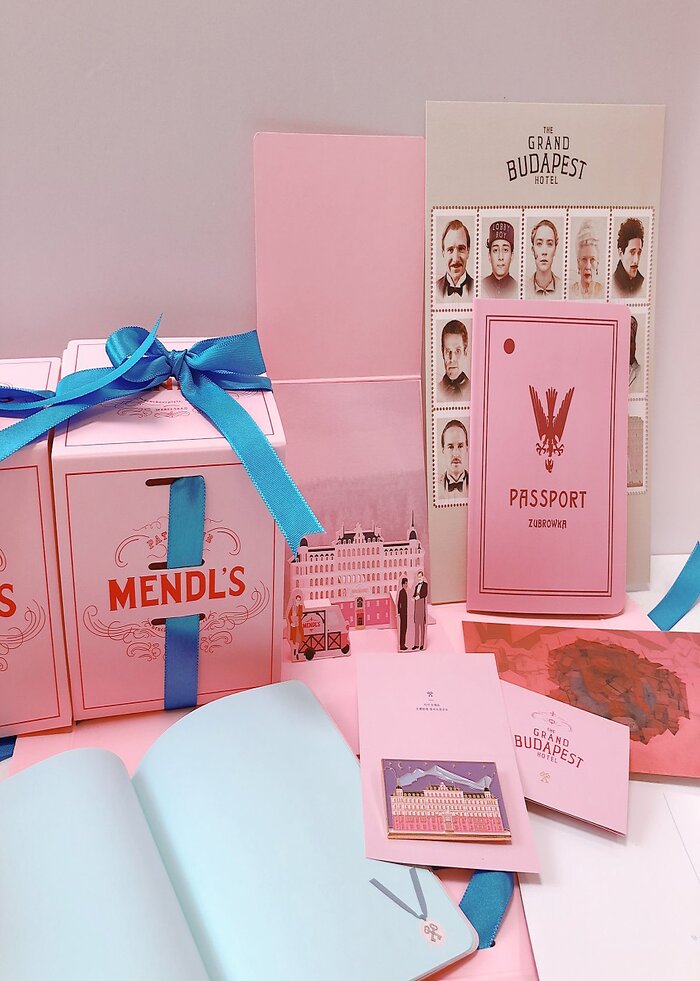 THE
GRAND
BUDAPEST
HOTEL
LOBBY
BOY
PASSPORT
ZUBROWKA
MENDL'S
S
MENDL'S
THE
GRAND
BUDAPEST
HOTEL